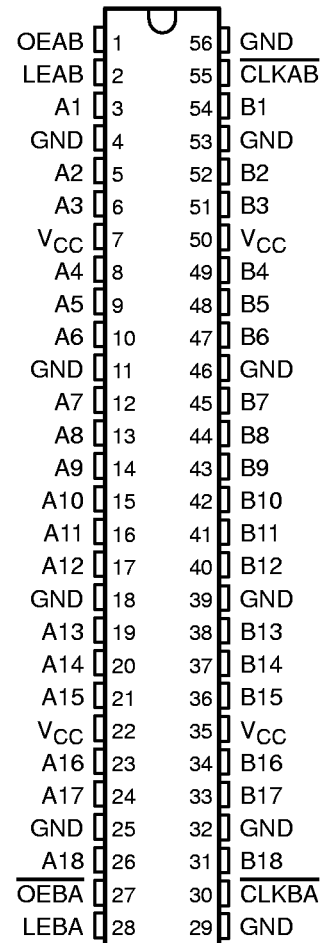 OEAB 1 56 GND
LEAB 2 55 CLKAB
A1 3 54 B1
GND 4 53 GND
A2 5 52 B2
A3 6 51 B3
VCC 7 50 VCC
A4 8 49 B4
A5 9 48 B5
A6 10 47 B6
GND 11 46 GND
A7 12 45 B7
A8 13 44 B8
A9 14 43 B9
A10 15 42 B10
A11 16 41 B11
A12 17 40 B12
GND 18 39 GND
A13 19 38 B13
A14 20 37 B14
A15 21 36 B15
VCC 22 35 VCC
A16 23 34 B16
A17 24 33 B17
GND 25 32 GND
A18 26 31 B18
OEBA 27 30 CLKBA
LEBA 28 29 GND